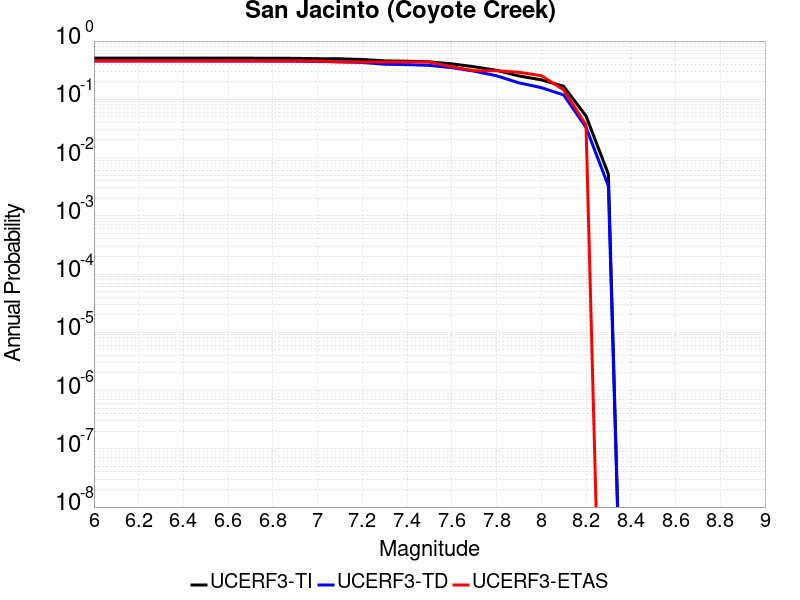 San Jacinto (Coyote Creek)
10^0
10^-1
10^-2
10^-3
10^-4
10^-5
10^-6
10^-7
10^-8
Annual Probability
6 6.2 6.4 6.6 6.8 7 7.2 7.4 7.6 7.8 8 8.2 8.4 8.6 8.8 9
Magnitude
UCERF3-TI UCERF3-TD UCERF3-ETAS